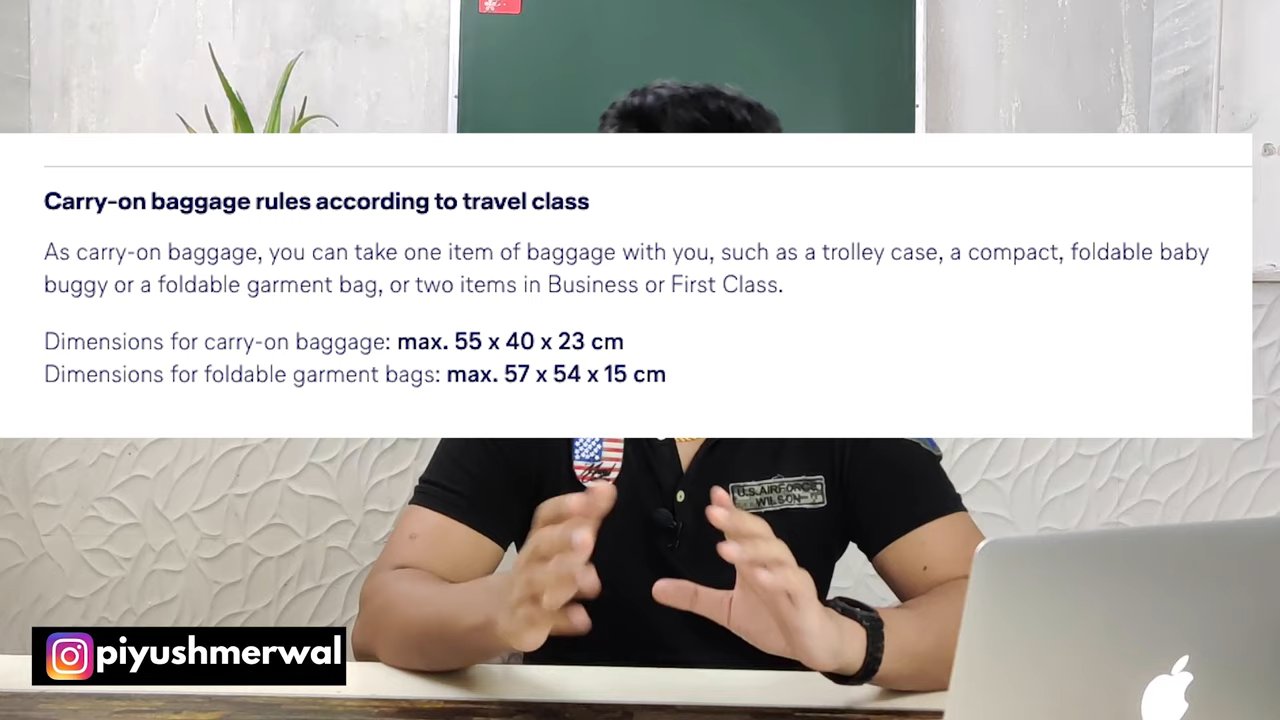 Carry-on baggage rules according to travel class
As carry-on baggage, you can take one item of baggage with you, such as a trolley case, a compact, foldable baby
buggy or a foldable garment bag, or two items in Business or First Class.
Dimensions for carry-on baggage: max. 55 x 40 x 23 cm
Dimensions for foldable garment bags: max. 57 x 54 x 15 cm
U.S.AIRFORCE
WILSON
piyushmerwal